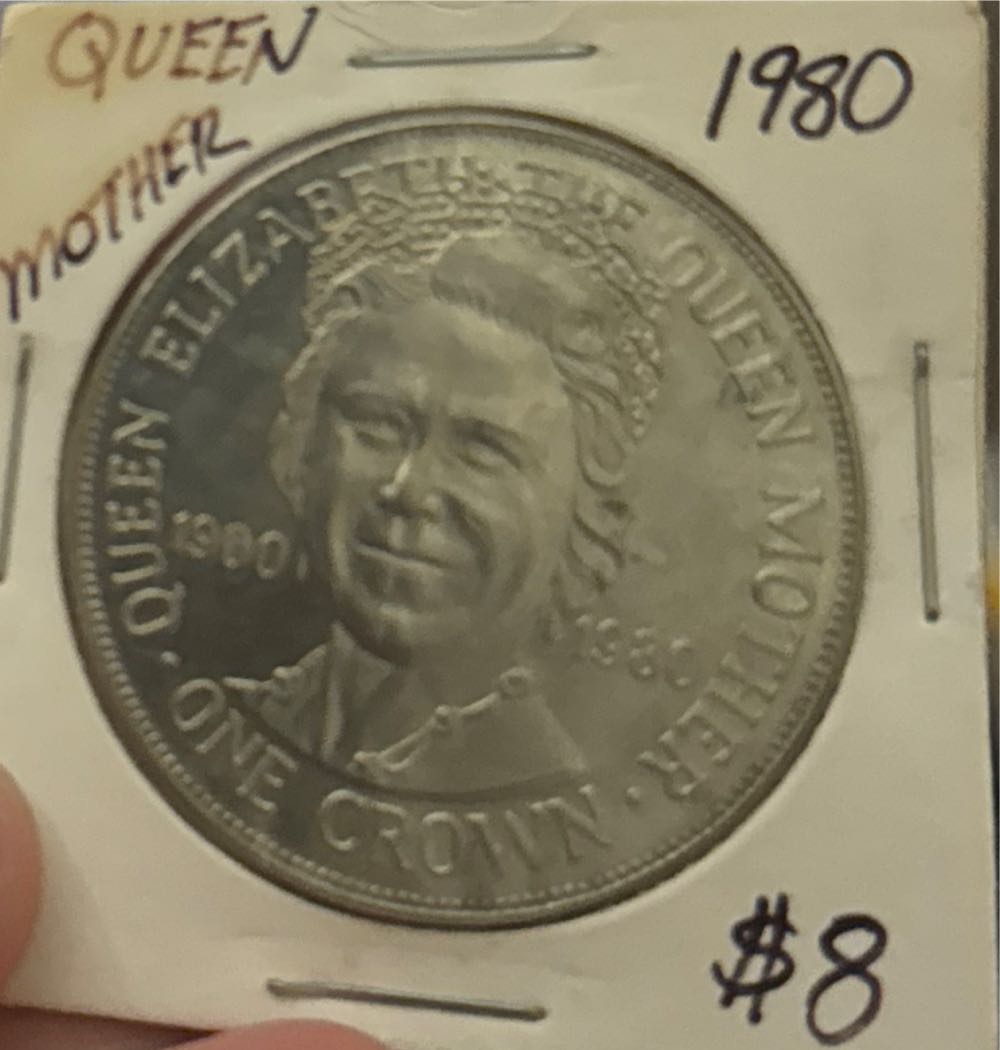 QUEEN
MOTHER
1980
QUEEN ELIZABETH THE QUEEN MOTHER
1900
1980
· ONE CROWN ·
$8